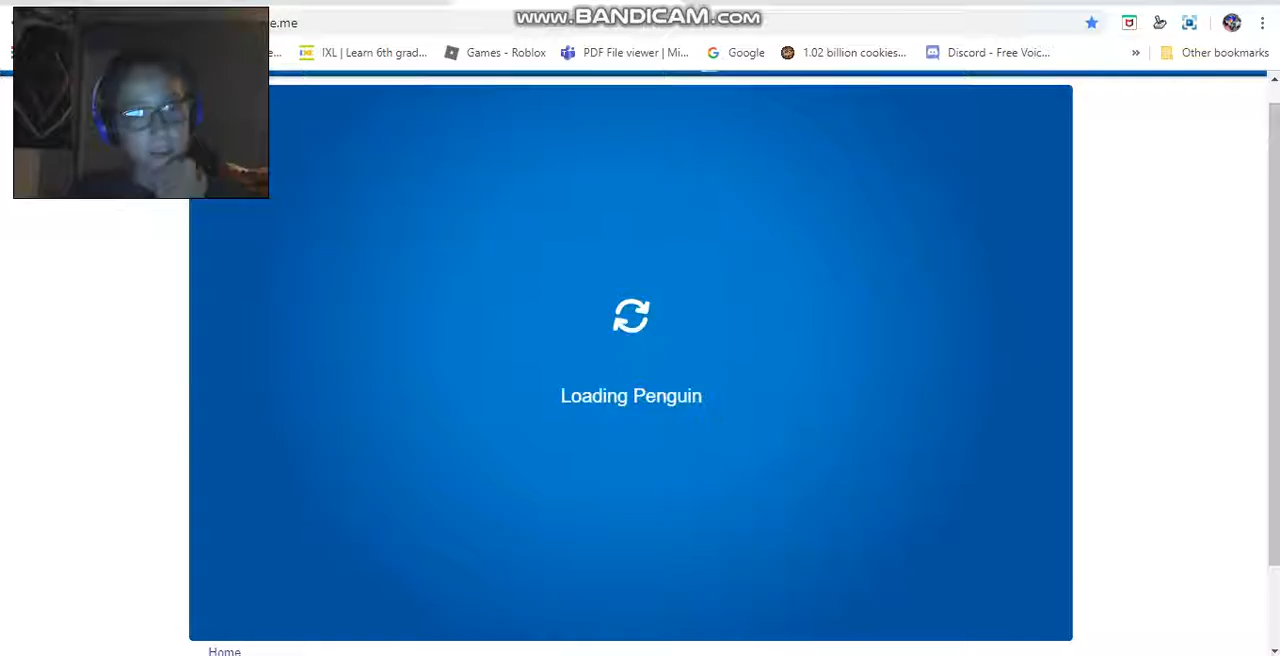 www.BANDICAM.com
e.me
e... IXL | Learn 6th grad... Games - Roblox PDF File viewer | Mi... Google 1.02 billion cookies... Discord - Free Voic... » Other bookmarks
Loading Penguin
Home